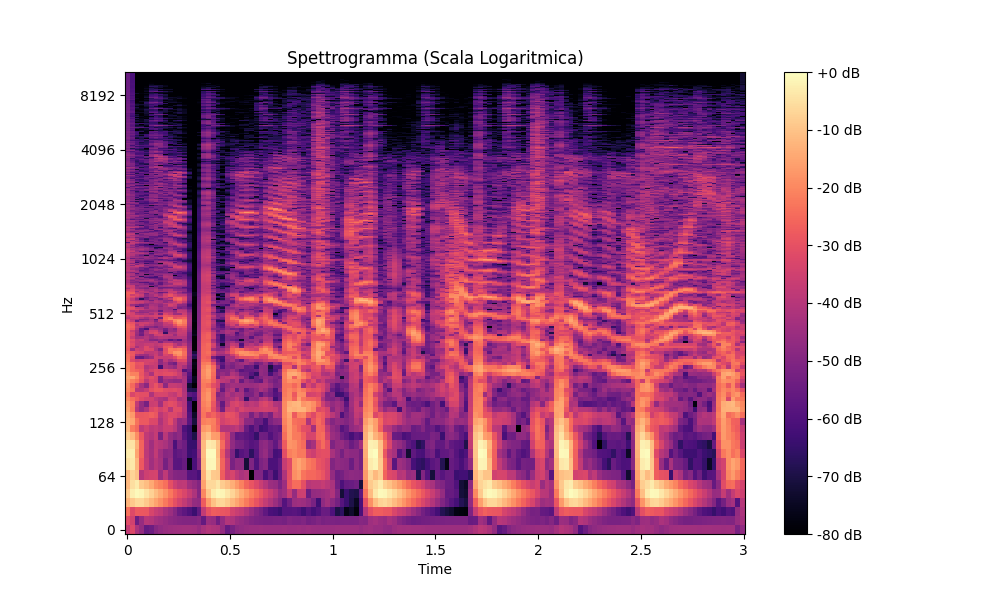 Spettrogramma (Scala Logaritmica)
Hz
8192
4096
2048
1024
512
256
128
64
0
0
0.5
1
1.5
2
2.5
3
Time
+0 dB
-10 dB
-20 dB
-30 dB
-40 dB
-50 dB
-60 dB
-70 dB
-80 dB